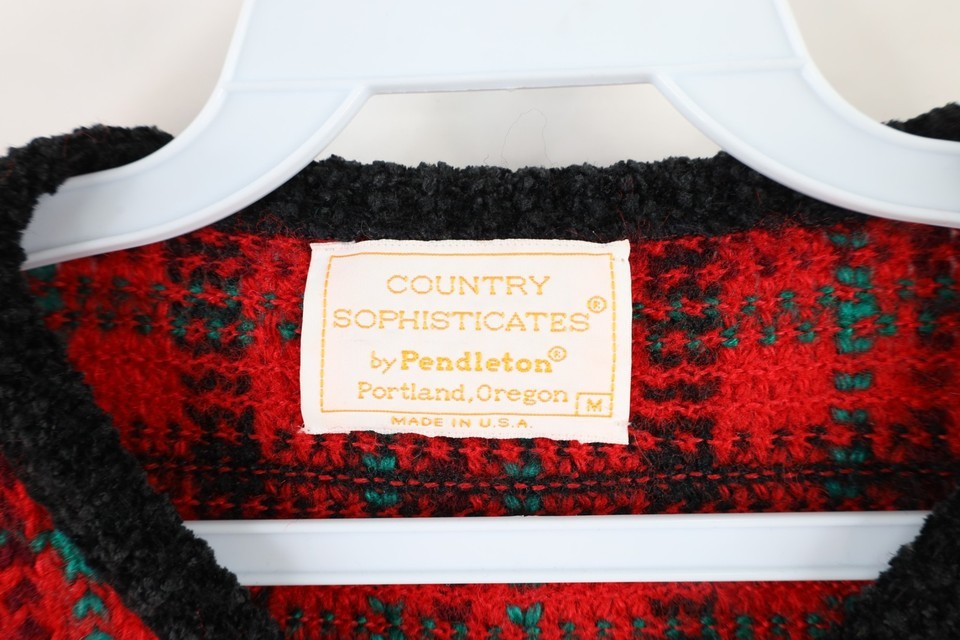 COUNTRY
SOPHISTICATES®
by Pendleton®
Portland, Oregon M
MADE IN U.S.A.